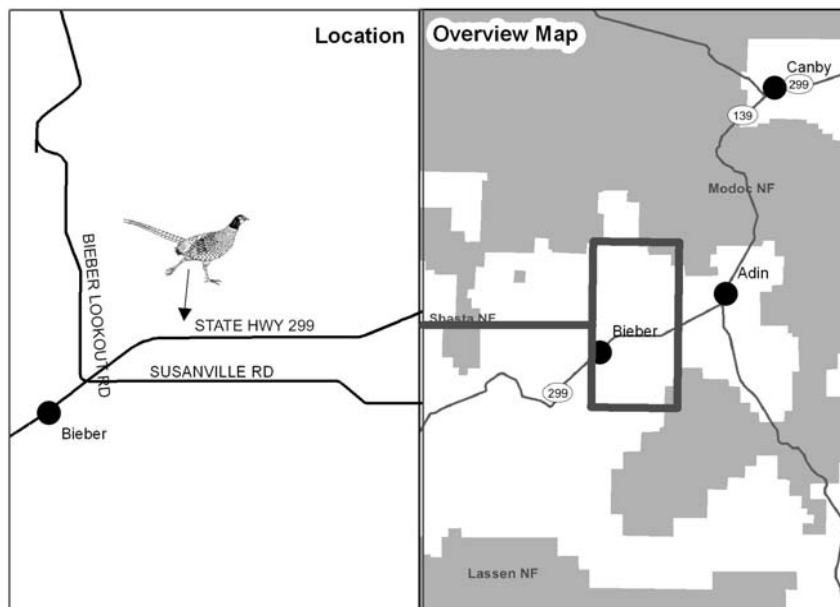 Location
BIEBER LOOKOUT RD
STATE HWY 299
SUSANVILLE RD
Bieber
Overview Map
Canby
299
139
Modoc NF
Adin
Shasta NF
Bieber
299
Lassen NF